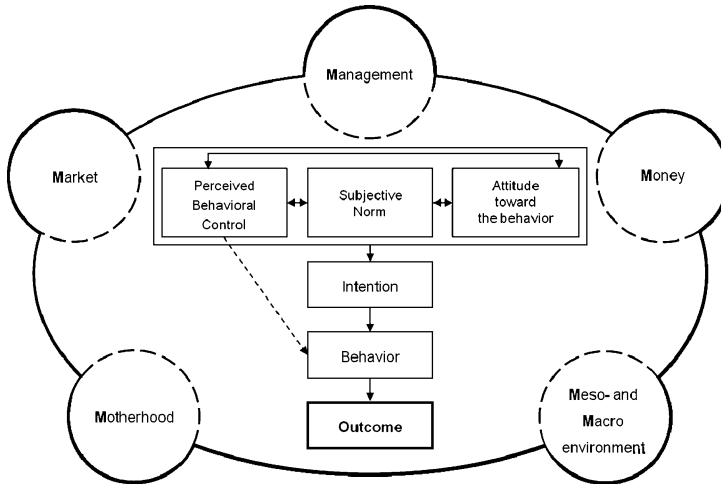 Management
Market
Money
Perceived
Behavioral
Control
Subjective
Norm
Attitude
toward
the behavior
Intention
Behavior
Outcome
Motherhood
Meso- and
Macro
environment